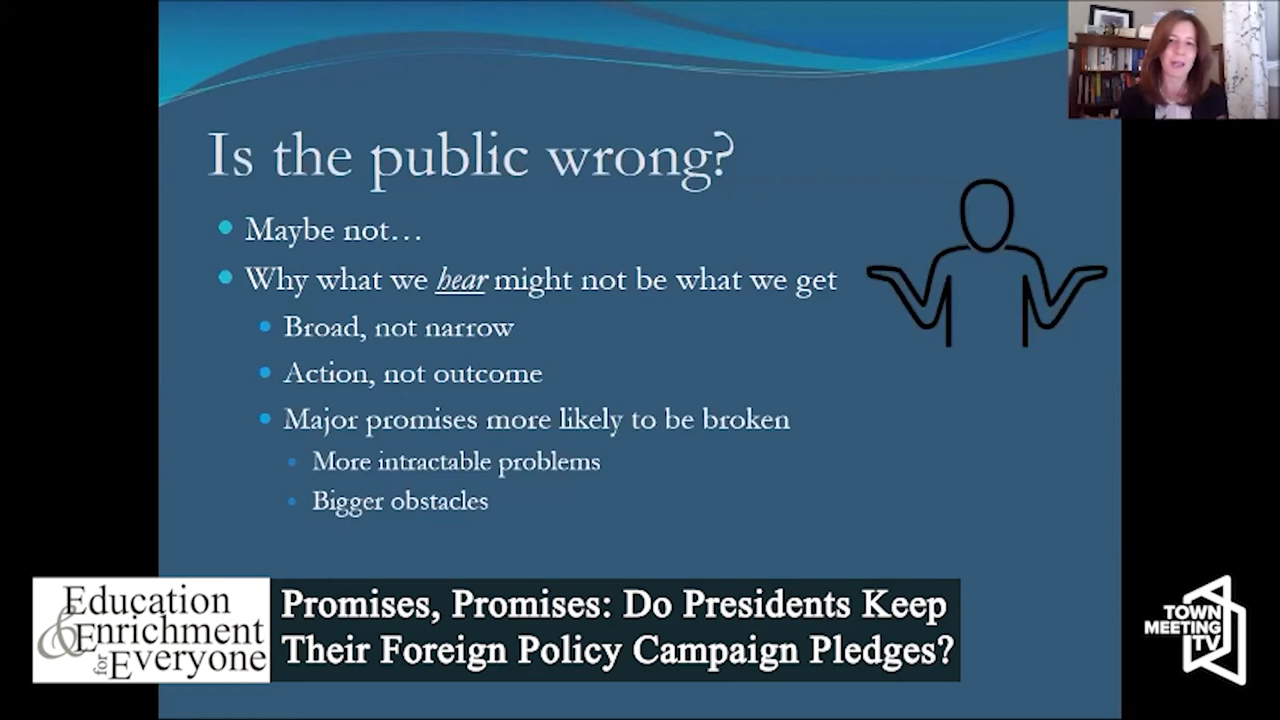 Is the public wrong?
Maybe not…
Why what we hear might not be what we get
Broad, not narrow
Action, not outcome
Major promises more likely to be broken
More intractable problems
Bigger obstacles
Education
& Enrichment
for Everyone
Promises, Promises: Do Presidents Keep
Their Foreign Policy Campaign Pledges?
TOWN
MEETING
TV